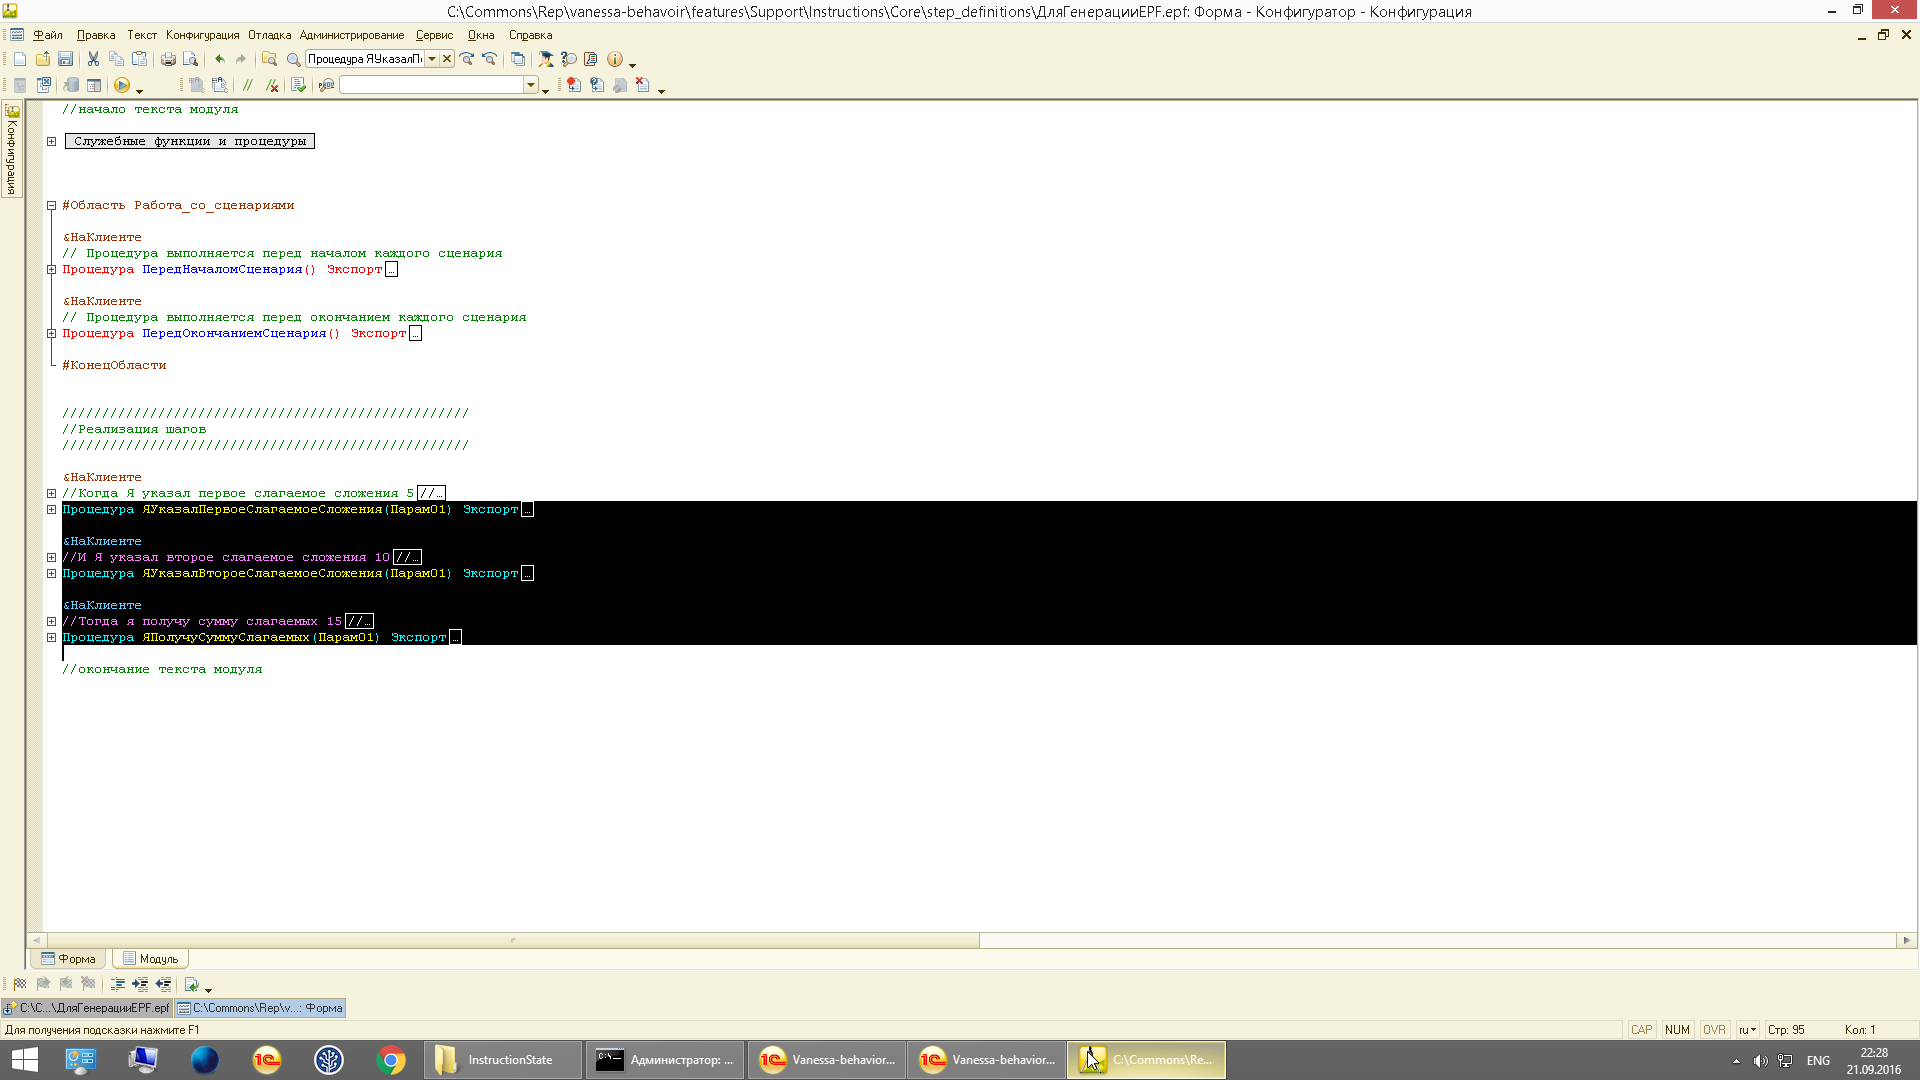 C:\Commons\Rep\vanessa-behavoir\features\Support\Instructions\Core\step_definitions\ДляГенерацииEPF.epf: Форма - Конфигуратор - Конфигурация
Файл Правка Текст Конфигурация Отладка Администрирование Сервис Окна Справка
Процедура ЯУказалП
Конфигурация
//начало текста модуля
Служебные функции и процедуры
#Область Работа_со_сценариями
&НаКлиенте
// Процедура выполняется перед началом каждого сценария
Процедура ПередНачаломСценария() Экспорт…
&НаКлиенте
// Процедура выполняется перед окончанием каждого сценария
Процедура ПередОкончаниемСценария() Экспорт…
#КонецОбласти
///////////////////////////////////////////////////
//Реализация шагов
///////////////////////////////////////////////////
&НаКлиенте
//Когда Я указал первое слагаемое сложения 5//…
Процедура ЯУказалПервоеСлагаемоеСложения(Парам01) Экспорт…
&НаКлиенте
//И Я указал второе слагаемое сложения 10//…
Процедура ЯУказалВтороеСлагаемоеСложения(Парам01) Экспорт…
&НаКлиенте
//Тогда я получу сумму слагаемых 15//…
Процедура ЯПолучуСуммуСлагаемых(Парам01) Экспорт…
//окончание текста модуля
Форма Модуль
C:\C...\ДляГенерацииEPF.epf C:\Commons\Rep\v...: Форма
Для получения подсказки нажмите F1 CAP NUM OVR ru Стр: 95 Кол: 1
InstructionState Администратор: ... Vanessa-behavior... Vanessa-behavior... C:\Commons\Re... ENG 22:28
21.09.2016